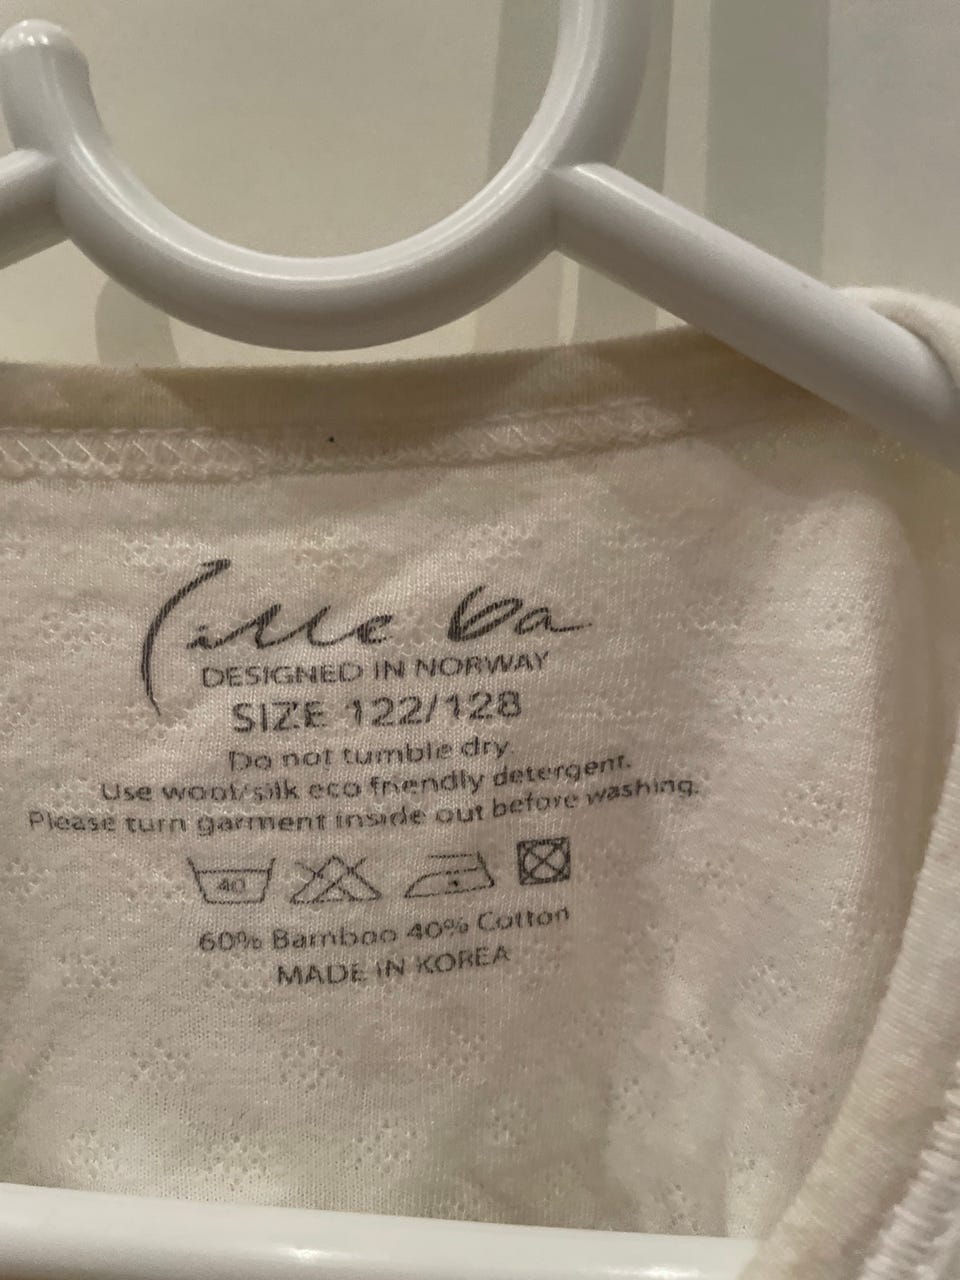 Lille ba
DESIGNED IN NORWAY
SIZE 122/128
Do not tumble dry.
Use wool/silk eco friendly detergent.
Please turn garment inside out before washing.
40
60% Bamboo 40% Cotton
MADE IN KOREA